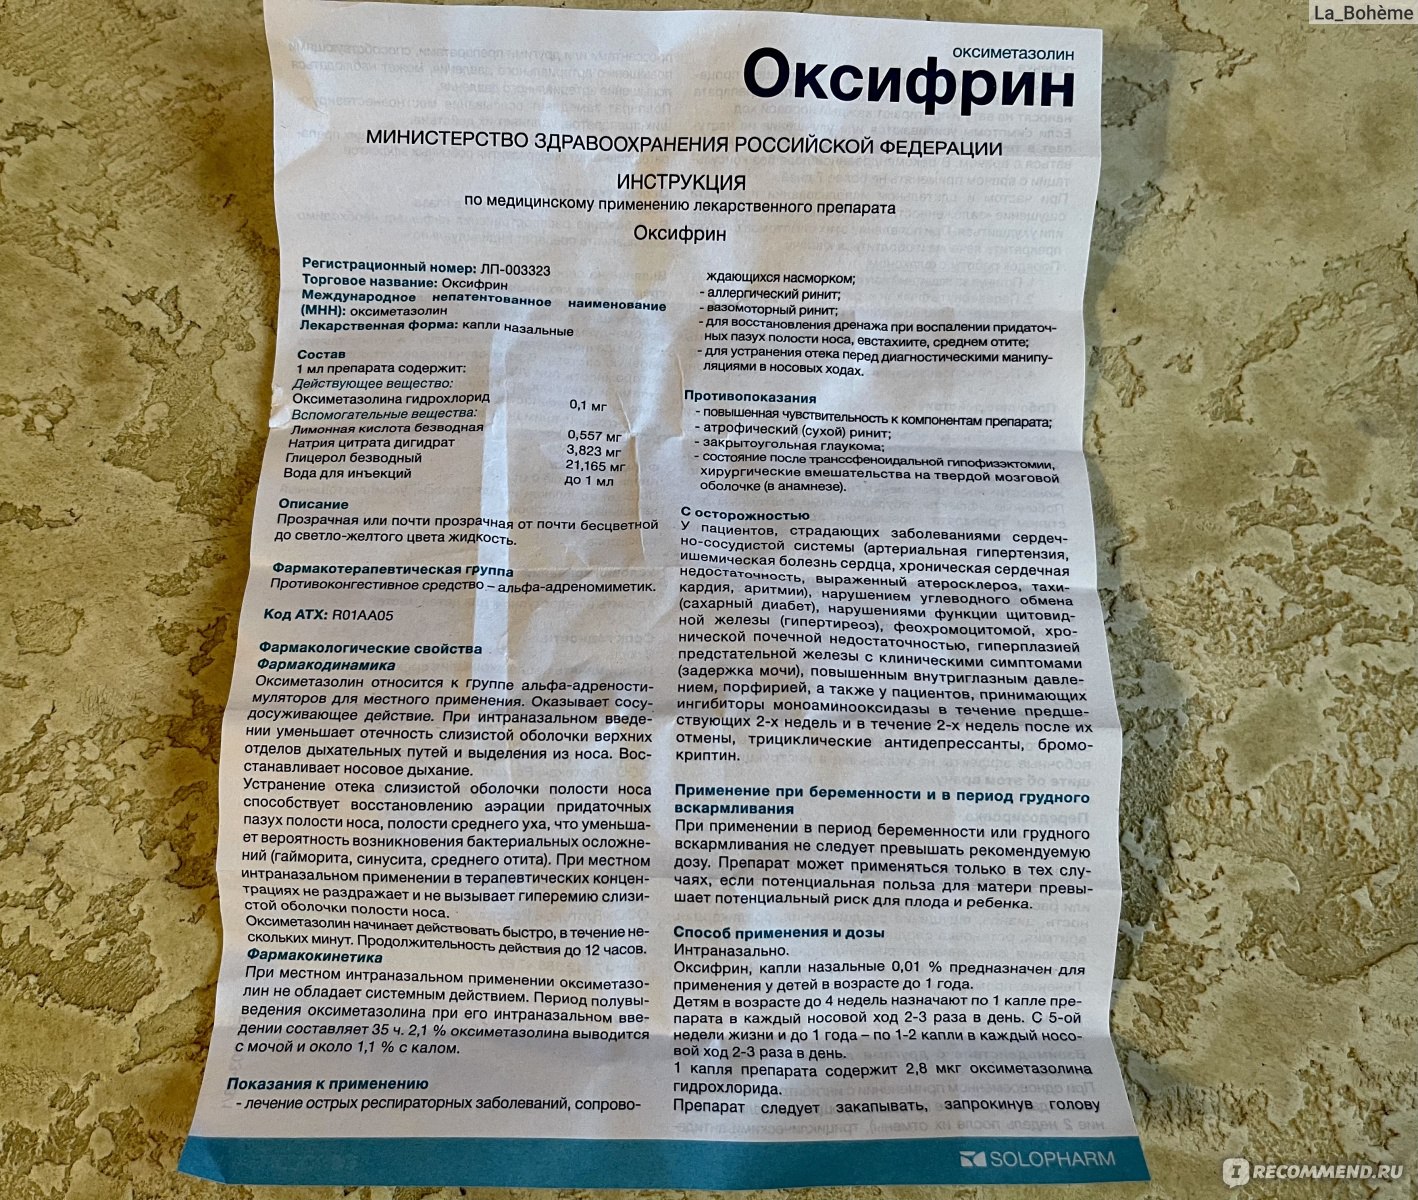 La_Bohème
оксиметазолин
Оксифрин
МИНИСТЕРСТВО ЗДРАВООХРАНЕНИЯ РОССИЙСКОЙ ФЕДЕРАЦИИ
ИНСТРУКЦИЯ
по медицинскому применению лекарственного препарата
Оксифрин
Регистрационный номер: ЛП-003323
Торговое название: Оксифрин
Международное непатентованное наименование
(МНН): оксиметазолин
Лекарственная форма: капли назальные
Состав
1 мл препарата содержит:
Действующее вещество:
Оксиметазолина гидрохлорид 0,1 мг
Вспомогательные вещества:
Лимонная кислота безводная 0,557 мг
Натрия цитрата дигидрат 3,823 мг
Глицерол безводный 21,165 мг
Вода для инъекций до 1 мл
Описание
Прозрачная или почти прозрачная от почти бесцветной
до светло-желтого цвета жидкость.
Фармакотерапевтическая группа
Противоконгестивное средство – альфа-адреномиметик.
Код АТХ: R01AA05
Фармакологические свойства
Фармакодинамика
Оксиметазолин относится к группе альфа-адрености-
муляторов для местного применения. Оказывает сосу-
досуживающее действие. При интраназальном введе-
нии уменьшает отечность слизистой оболочки верхних
отделов дыхательных путей и выделения из носа. Вос-
станавливает носовое дыхание.
Устранение отека слизистой оболочки полости носа
способствует восстановлению аэрации придаточных
пазух полости носа, полости среднего уха, что уменьша-
ет вероятность возникновения бактериальных осложне-
ний (гайморита, синусита, среднего отита). При местном
интраназальном применении в терапевтических концен-
трациях не раздражает и не вызывает гиперемию слизи-
стой оболочки полости носа.
Оксиметазолин начинает действовать быстро, в течение не-
скольких минут. Продолжительность действия до 12 часов.
Фармакокинетика
При местном интраназальном применении оксиметазо-
лин не обладает системным действием. Период полувы-
ведения оксиметазолина при его интраназальном вве-
дении составляет 35 ч. 2,1 % оксиметазолина выводится
с мочой и около 1,1 % с калом.
Показания к применению
- лечение острых респираторных заболеваний, сопрово-
ждающихся насморком;
- аллергический ринит;
- вазомоторный ринит;
- для восстановления дренажа при воспалении придаточ-
ных пазух полости носа, евстахиите, среднем отите;
- для устранения отека перед диагностическими манипу-
ляциями в носовых ходах.
Противопоказания
- повышенная чувствительность к компонентам препарата;
- атрофический (сухой) ринит;
- закрытоугольная глаукома;
- состояние после транссфеноидальной гипофизэктомии,
хирургические вмешательства на твердой мозговой
оболочке (в анамнезе).
С осторожностью
У пациентов, страдающих заболеваниями сердеч-
но-сосудистой системы (артериальная гипертензия,
ишемическая болезнь сердца, хроническая сердечная
недостаточность, выраженный атеросклероз, тахи-
кардия, аритмии), нарушением углеводного обмена
(сахарный диабет), нарушениями функции щитовид-
ной железы (гипертиреоз), феохромоцитомой, хро-
нической почечной недостаточностью, гиперплазией
предстательной железы с клиническими симптомами
(задержка мочи), повышенным внутриглазным давле-
нием, порфирией, а также у пациентов, принимающих
ингибиторы моноаминооксидазы в течение предше-
ствующих 2-х недель и в течение 2-х недель после их
отмены, трициклические антидепрессанты, бромо-
криптин.
Применение при беременности и в период грудного
вскармливания
При применении в период беременности или грудного
вскармливания не следует превышать рекомендуемую
дозу. Препарат может применяться только в тех слу-
чаях, если потенциальная польза для матери превы-
шает потенциальный риск для плода и ребенка.
Способ применения и дозы
Интраназально.
Оксифрин, капли назальные 0,01 % предназначен для
применения у детей в возрасте до 1 года.
Детям в возрасте до 4 недель назначают по 1 капле пре-
парата в каждый носовой ход 2-3 раза в день. С 5-ой
недели жизни и до 1 года – по 1-2 капли в каждый носо-
вой ход 2-3 раза в день.
1 капля препарата содержит 2,8 мкг оксиметазолина
гидрохлорида.
Препарат следует закапывать, запрокинув голову
SOLOPHARM
IRECOMMEND.RU